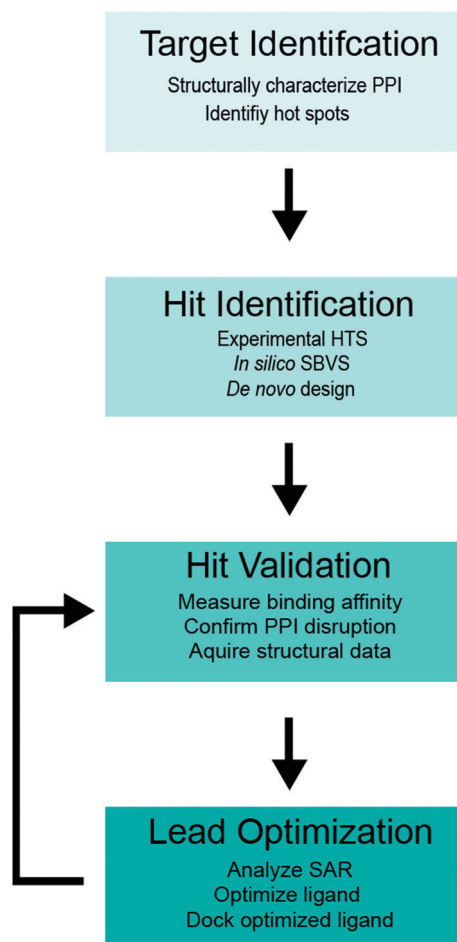 Target Identifcation
Structurally characterize PPI
Identifiy hot spots
Hit Identification
Experimental HTS
In silico SBVS
De novo design
Hit Validation
Measure binding affinity
Confirm PPI disruption
Aquire structural data
Lead Optimization
Analyze SAR
Optimize ligand
Dock optimized ligand